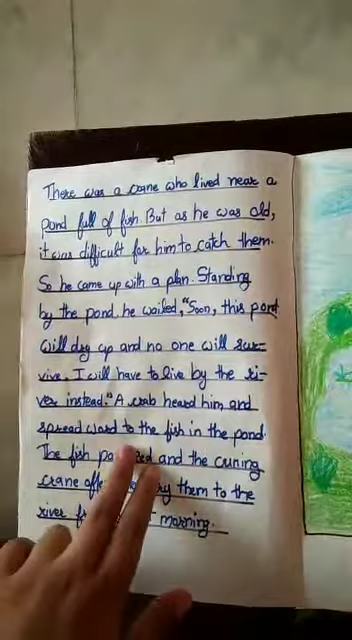 There was a crane who lived near a
pond full of fish. But as he was old,
it was difficult for him to catch them.
So he came up with a plan. Standing
by the pond he wailed, "Soon, this pond
will dry up and no one will sur-
vive. I will have to live by the ri-
ver instead." A crab heard him and
spread word to the fish in the pond.
The fish and the cuning
crane them to the
river morning.